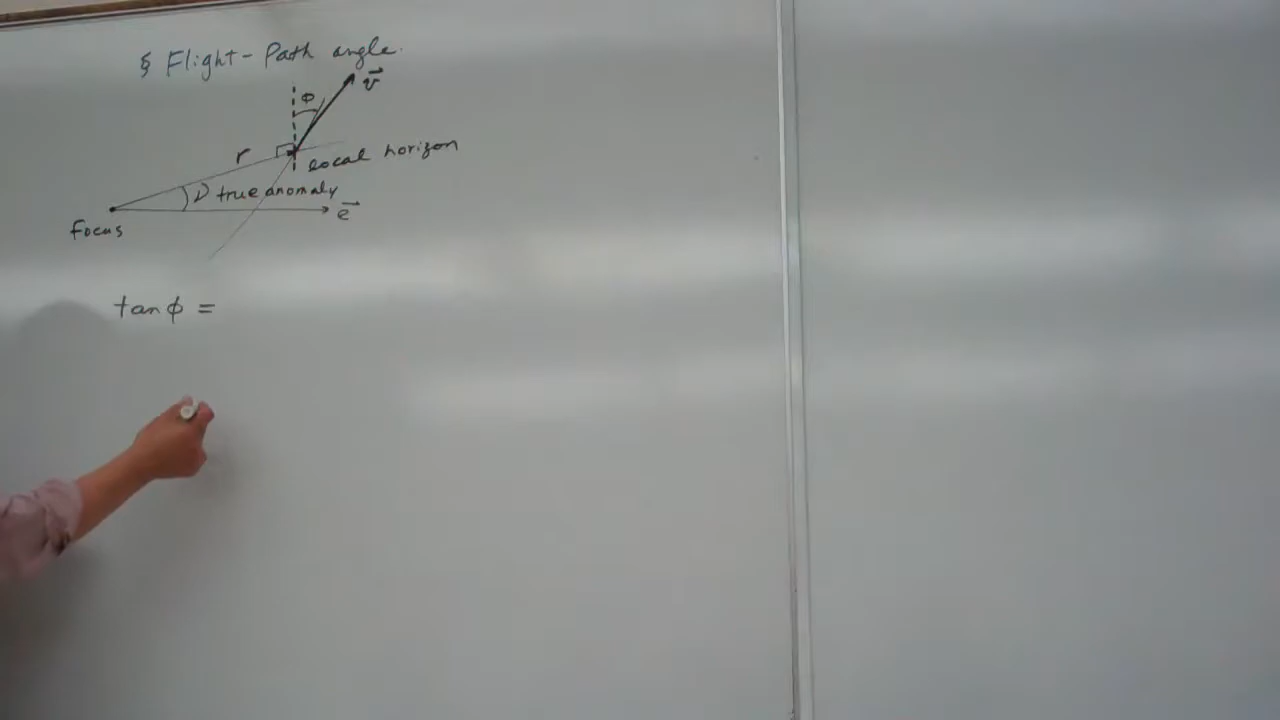 § Flight-Path angle.
ϕ
v⃗
r
local horizon
ν true anomaly
e⃗
focus
tan ϕ =